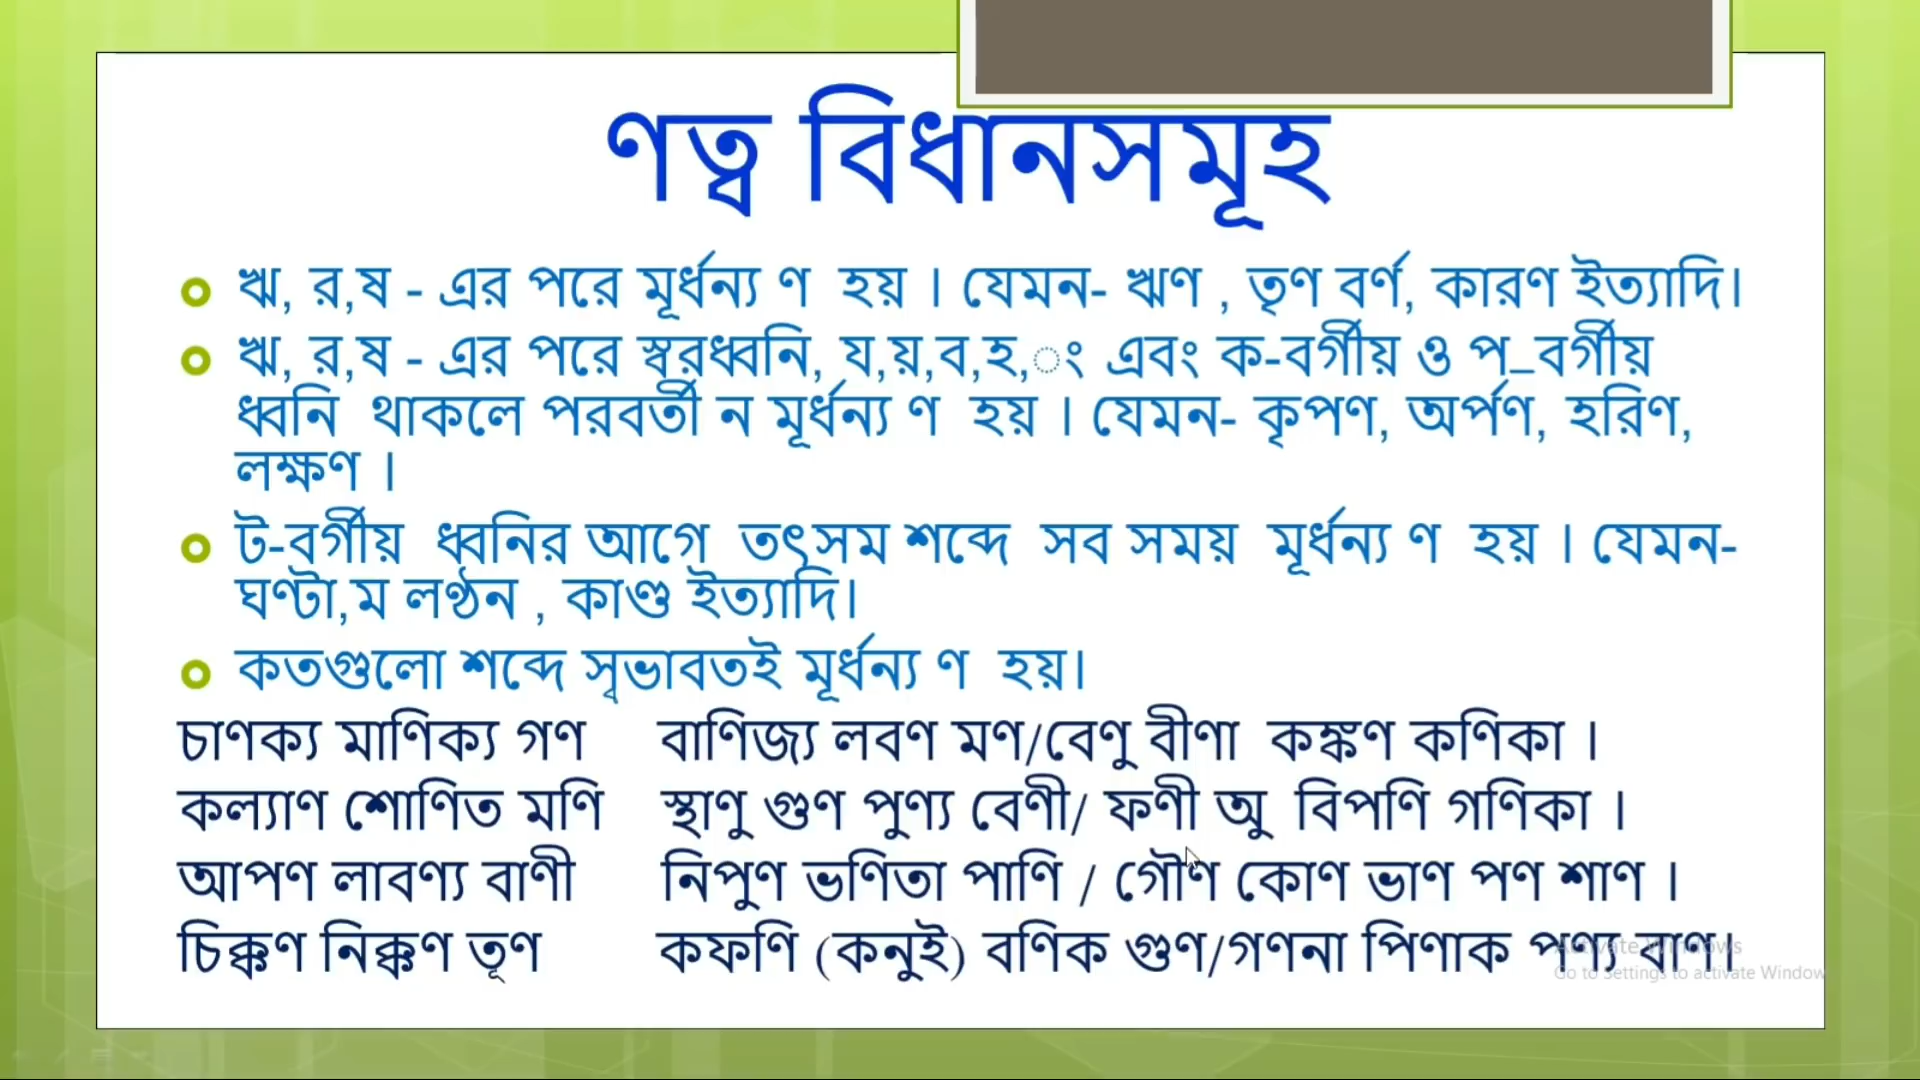 ণত্ব বিধানসমূহ
ঋ, র,ষ - এর পরে মূর্ধন্য ণ হয় । যেমন- ঋণ , তৃণ বর্ণ, কারণ ইত্যাদি।
ঋ, র,ষ - এর পরে স্বরধ্বনি, য,য়,ব,হ,ং এবং ক-বর্গীয় ও প–বর্গীয়
ধ্বনি থাকলে পরবর্তী ন মূর্ধন্য ণ হয় । যেমন- কৃপণ, অর্পণ, হরিণ,
লক্ষণ ।
ট-বর্গীয় ধ্বনির আগে তৎসম শব্দে সব সময় মূর্ধন্য ণ হয় । যেমন-
ঘণ্টা,ম লণ্ঠন , কাণ্ড ইত্যাদি।
কতগুলো শব্দে সৃভাবতই মূর্ধন্য ণ হয়।
চাণক্য মাণিক্য গণ বাণিজ্য লবণ মণ/বেণু বীণা কঙ্কণ কণিকা ।
কল্যাণ শোণিত মণি স্থাণু গুণ পুণ্য বেণী/ ফণী অু বিপণি গণিকা ।
আপণ লাবণ্য বাণী নিপুণ ভণিতা পাণি / গৌণ কোণ ভাণ পণ শাণ ।
চিক্কণ নিক্কণ তূণ কফণি (কনুই) বণিক গুণ/গণনা পিণাক পণ্য বাণ।
Activate Windows
Go to Settings to activate Window